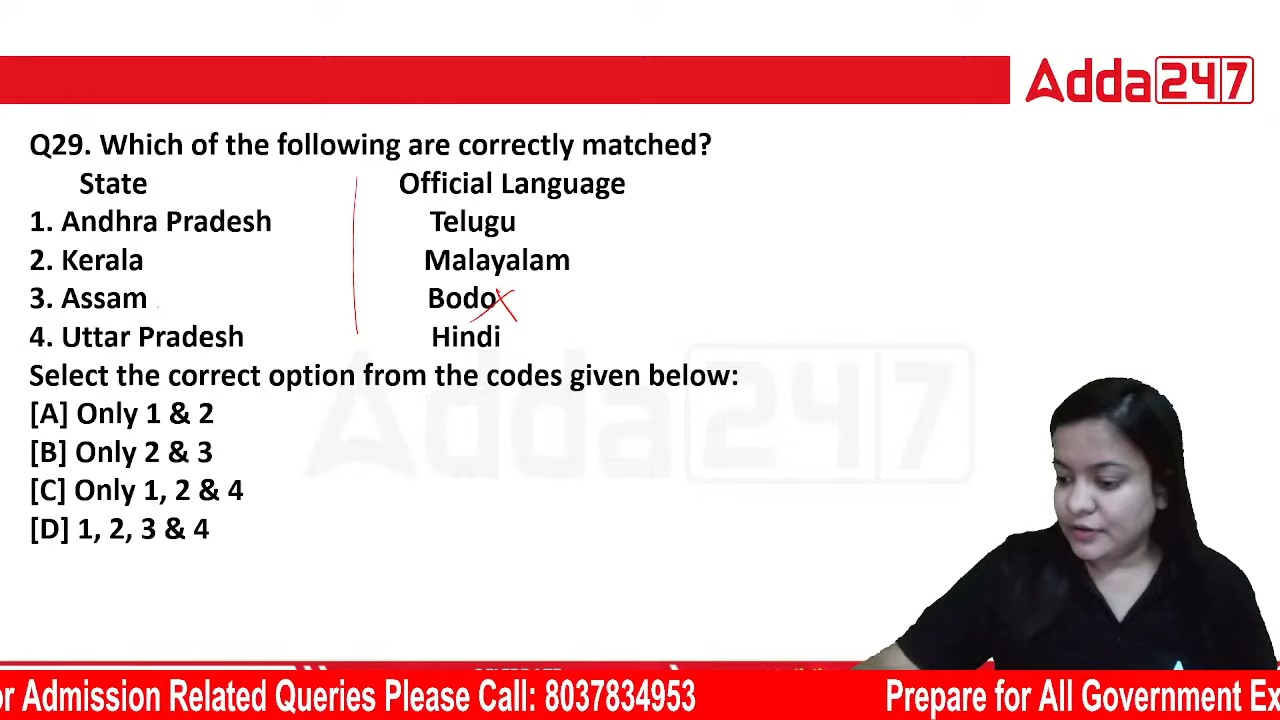 Adda247
Q29. Which of the following are correctly matched?
State Official Language
1. Andhra Pradesh Telugu
2. Kerala Malayalam
3. Assam Bodo
4. Uttar Pradesh Hindi
Select the correct option from the codes given below:
[A] Only 1 & 2
[B] Only 2 & 3
[C] Only 1, 2 & 4
[D] 1, 2, 3 & 4
Adda247
or Admission Related Queries Please Call: 8037834953 Prepare for All Government Ex